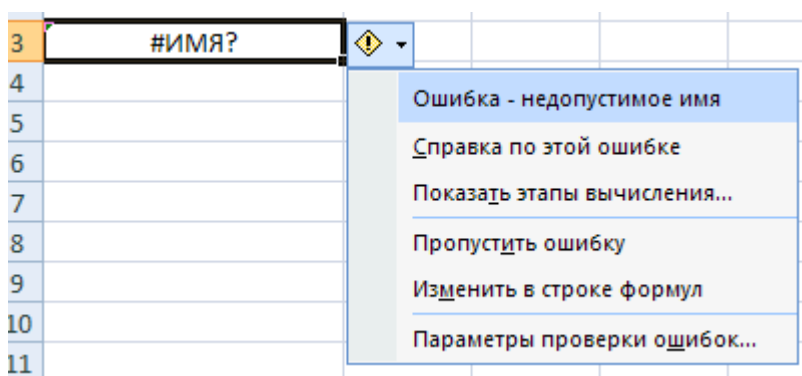 3 #ИМЯ?
4
Ошибка - недопустимое имя
5
Справка по этой ошибке
6
7
Показать этапы вычисления...
8
Пропустить ошибку
9
Изменить в строке формул
10
Параметры проверки ошибок...
11